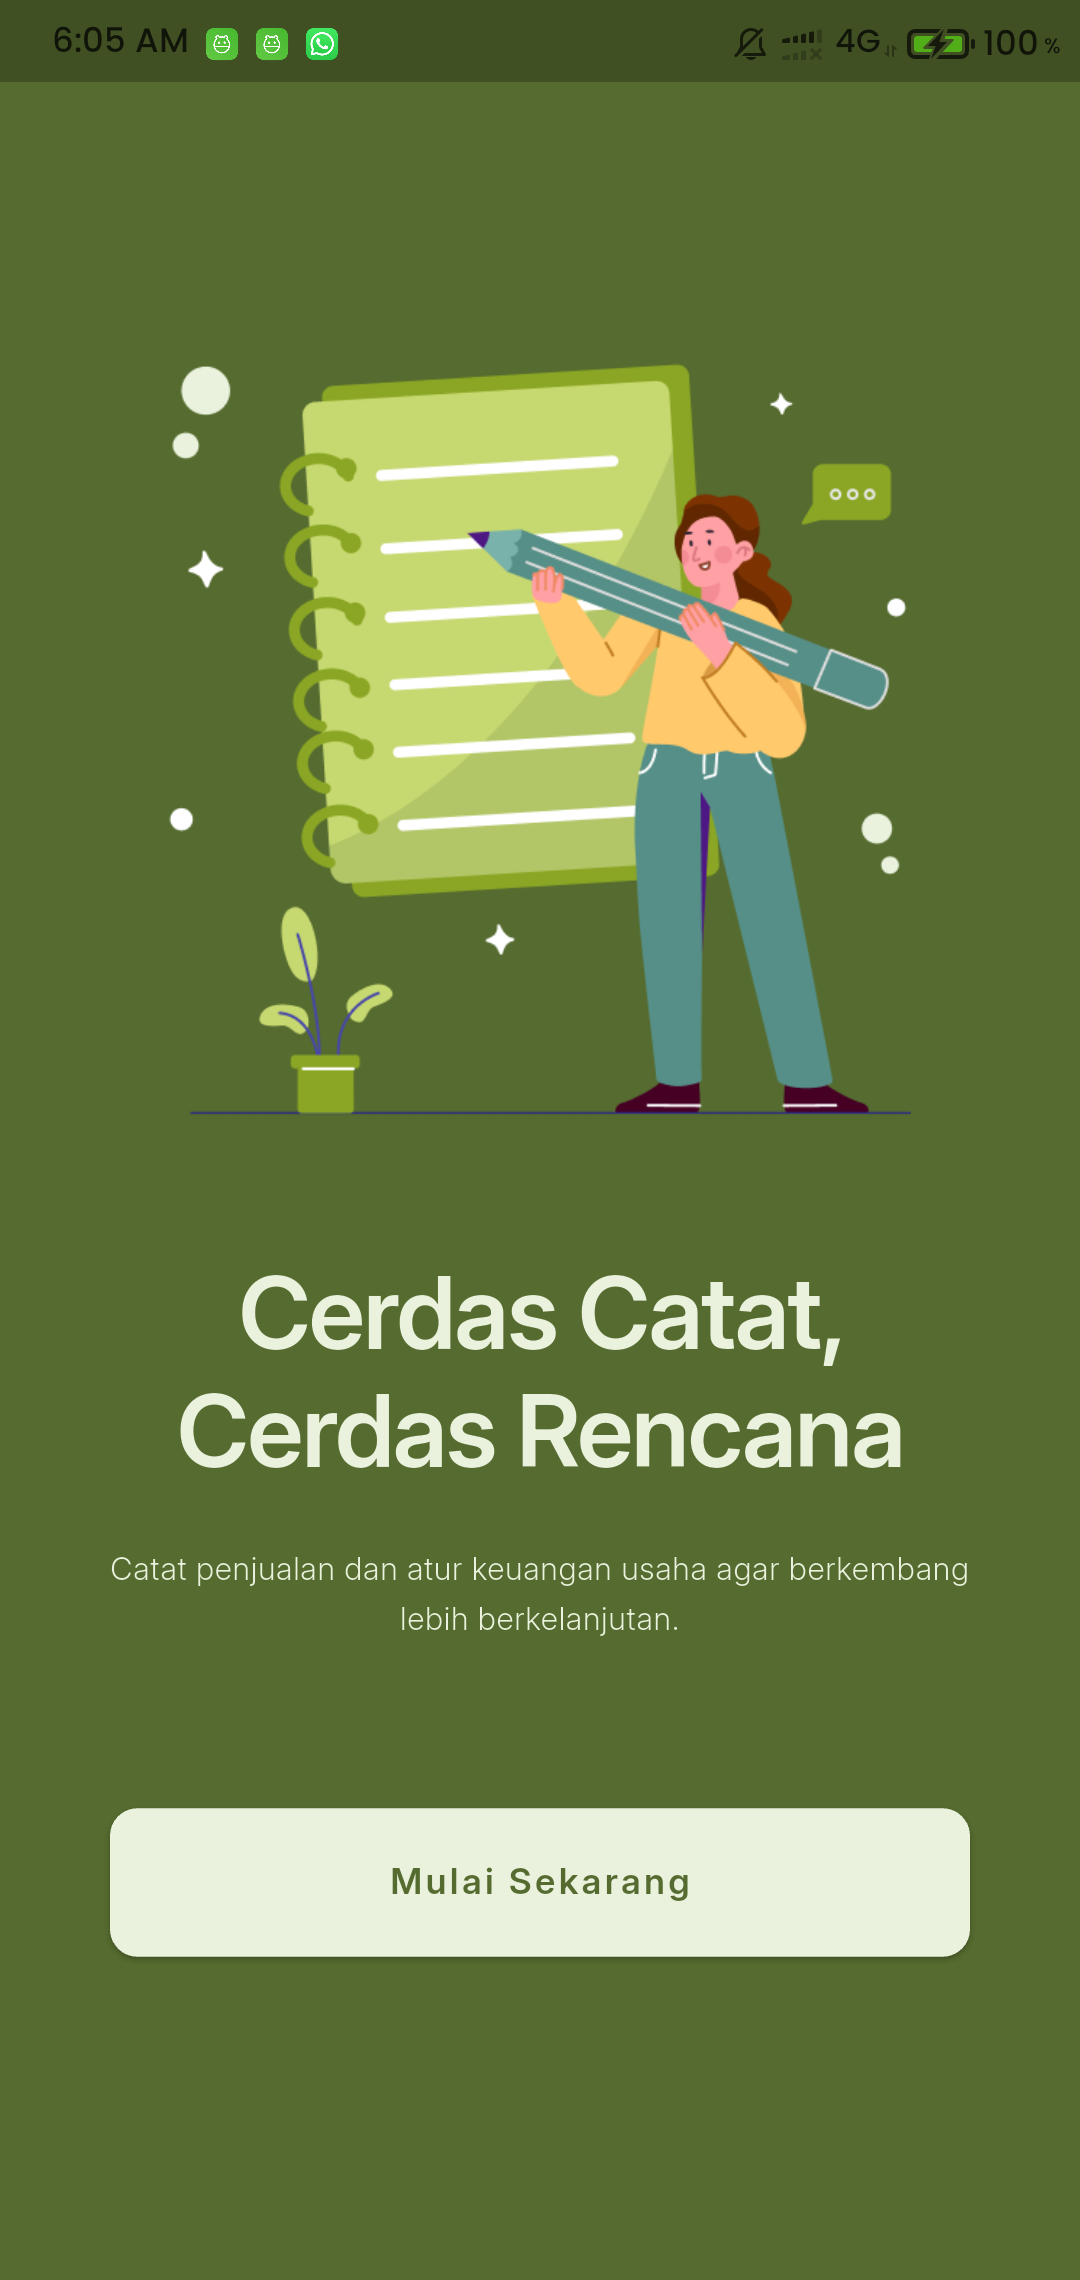 6:05 AM 4G 100 %
Cerdas Catat,
Cerdas Rencana
Catat penjualan dan atur keuangan usaha agar berkembang
lebih berkelanjutan.
Mulai Sekarang